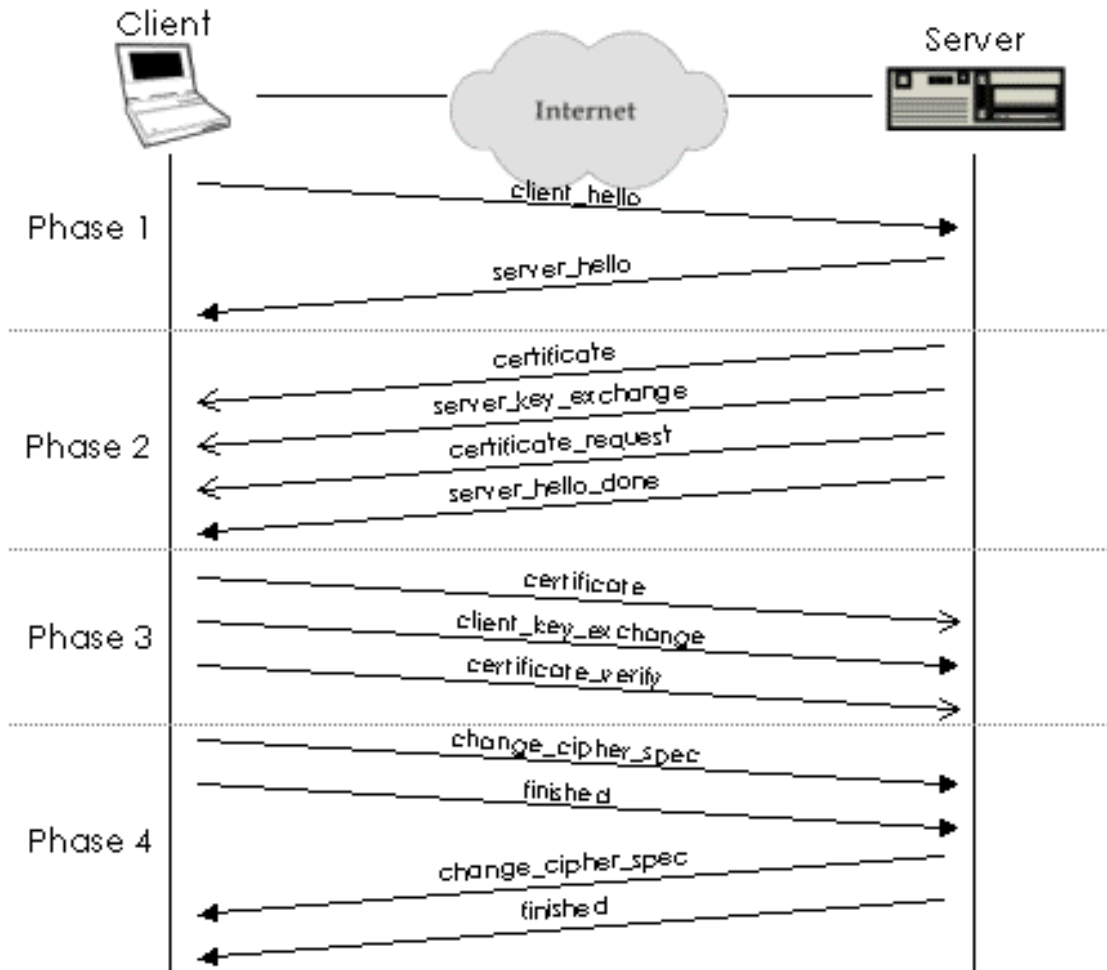 Client
Server
Internet
Phase 1
client_hello
server_hello
Phase 2
certificate
server_key_exchange
certificate_request
server_hello_done
Phase 3
certificate
client_key_exchange
certificate_verify
Phase 4
change_cipher_spec
finished
change_cipher_spec
finished